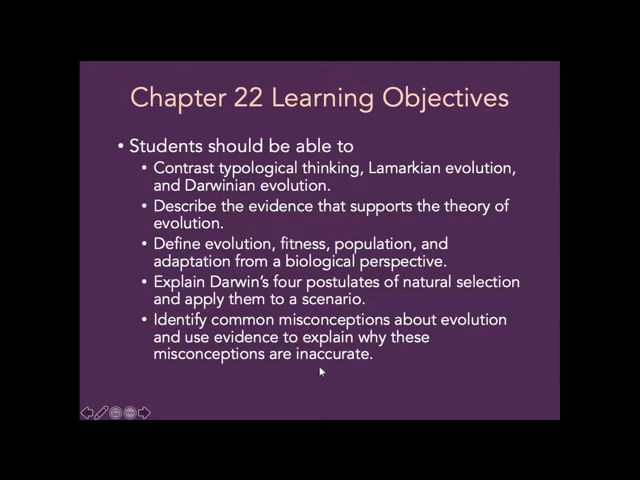 Chapter 22 Learning Objectives
• Students should be able to
• Contrast typological thinking, Lamarkian evolution,
and Darwinian evolution.
• Describe the evidence that supports the theory of
evolution.
• Define evolution, fitness, population, and
adaptation from a biological perspective.
• Explain Darwin's four postulates of natural selection
and apply them to a scenario.
• Identify common misconceptions about evolution
and use evidence to explain why these
misconceptions are inaccurate.